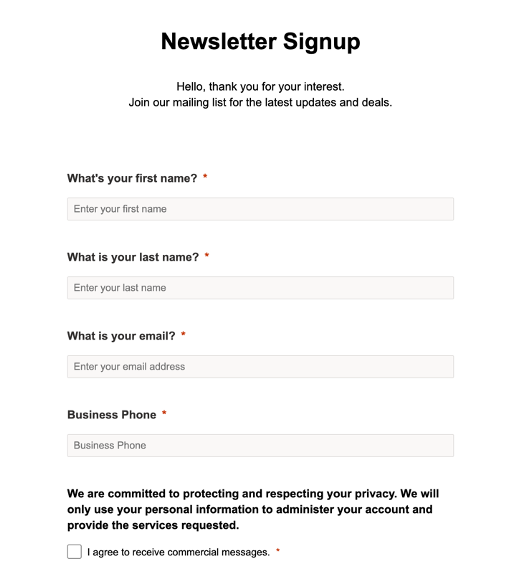 Newsletter Signup
Hello, thank you for your interest.
Join our mailing list for the latest updates and deals.
What's your first name? *
Enter your first name
What is your last name? *
Enter your last name
What is your email? *
Enter your email address
Business Phone *
Business Phone
We are committed to protecting and respecting your privacy. We will
only use your personal information to administer your account and
provide the services requested.
I agree to receive commercial messages. *